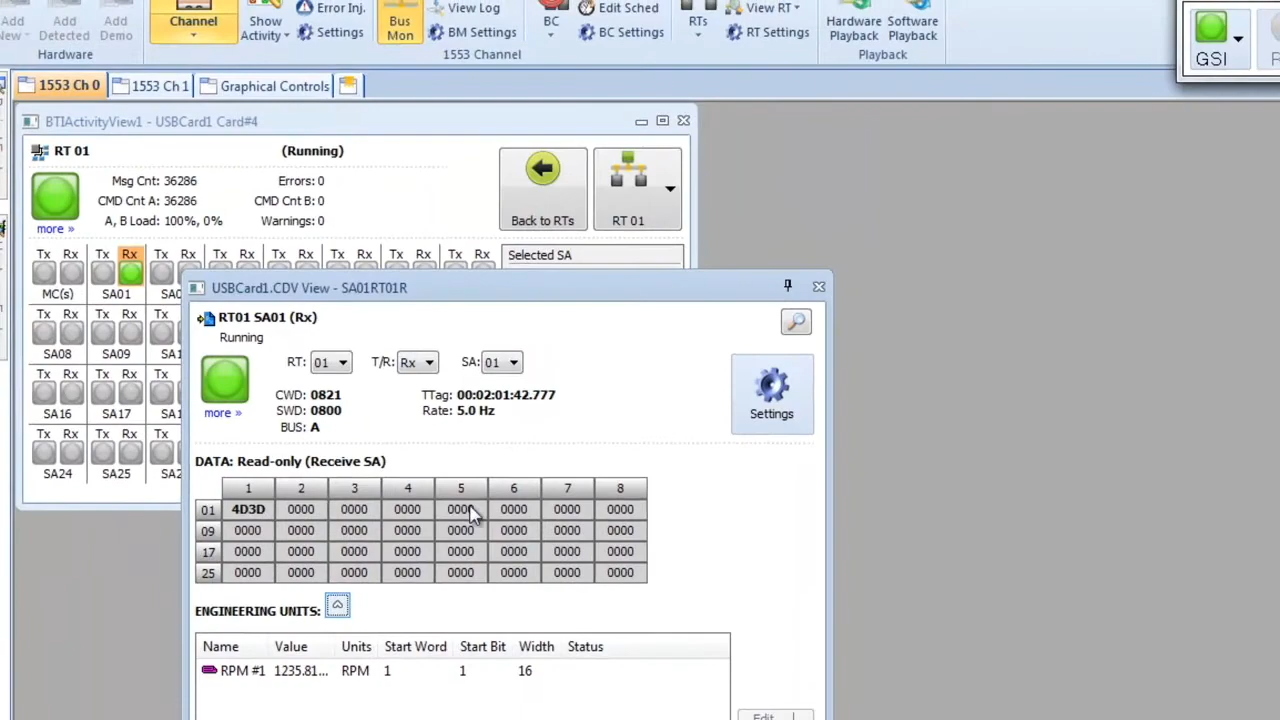 Add Add Add Channel Show Error Inj. Bus View Log BC Edit Sched RTs View RT Hardware Software
New Detected Demo Activity Settings Mon BM Settings BC Settings RT Settings Playback Playback
Hardware 1553 Channel Playback
GSI
1553 Ch 0 1553 Ch 1 Graphical Controls
BTIActivityView1 - USBCard1 Card#4
RT 01 (Running)
Msg Cnt: 36286 Errors: 0
CMD Cnt A: 36286 CMD Cnt B: 0
A, B Load: 100%, 0% Warnings: 0
more »
Back to RTs RT 01
Tx Rx Tx Rx Tx Rx Tx Rx Tx Rx Tx Rx Tx Rx Tx Rx Selected SA
MC(s) SA01
Tx Rx Tx Rx Tx
SA08 SA09
Tx Rx Tx Rx Tx
SA16 SA17
Tx Rx Tx Rx Tx
SA24 SA25
USBCard1.CDV View - SA01RT01R
RT01 SA01 (Rx)
Running
RT: 01 T/R: Rx SA: 01
CWD: 0821 TTag: 00:02:01:42.777
SWD: 0800 Rate: 5.0 Hz
BUS: A
more »
Settings
DATA: Read-only (Receive SA)
1 2 3 4 5 6 7 8
01 4D3D 0000 0000 0000 0000 0000 0000 0000
09 0000 0000 0000 0000 0000 0000 0000 0000
17 0000 0000 0000 0000 0000 0000 0000 0000
25 0000 0000 0000 0000 0000 0000 0000 0000
ENGINEERING UNITS:
Name Value Units Start Word Start Bit Width Status
RPM #1 1235.81... RPM 1 1 16
Edit